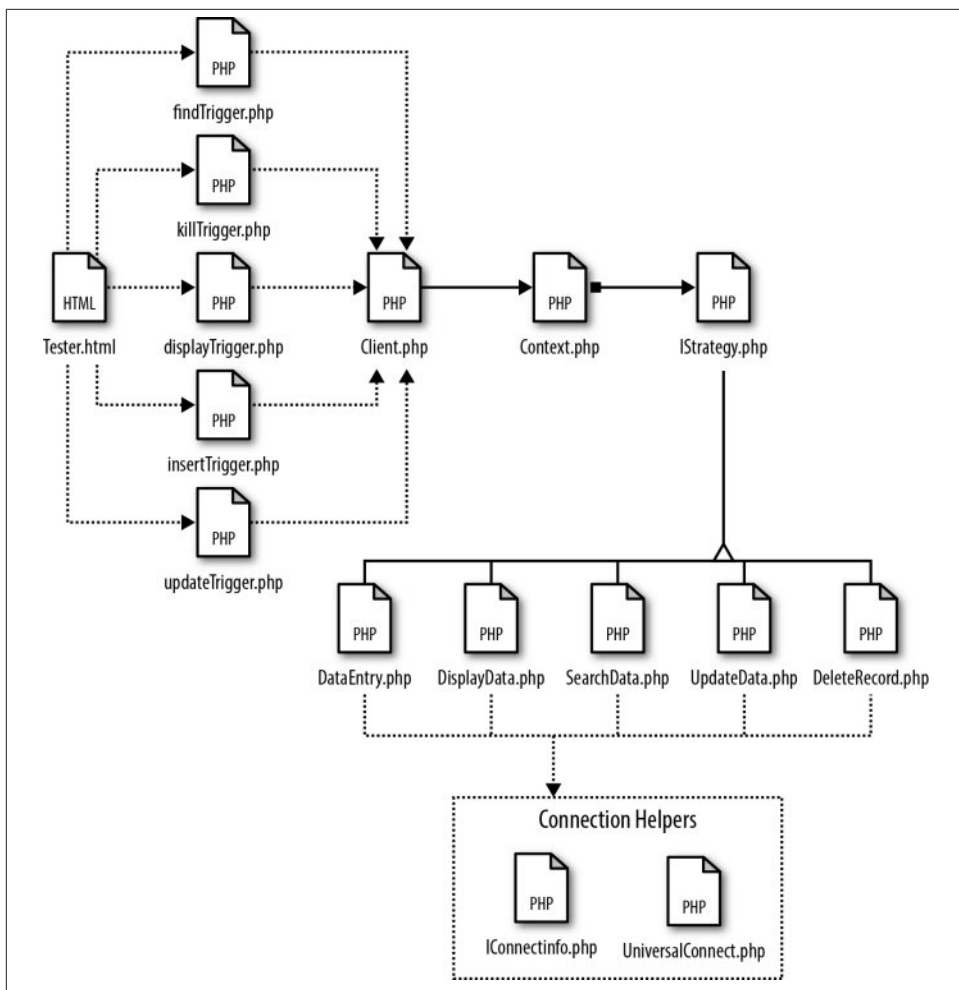 PHP
findTrigger.php
PHP
killTrigger.php
HTML
Tester.html
PHP
displayTrigger.php
PHP
Client.php
PHP
Context.php
PHP
IStrategy.php
PHP
insertTrigger.php
PHP
updateTrigger.php
PHP
DataEntry.php
PHP
DisplayData.php
PHP
SearchData.php
PHP
UpdateData.php
PHP
DeleteRecord.php
Connection Helpers
PHP
IConnectinfo.php
PHP
UniversalConnect.php